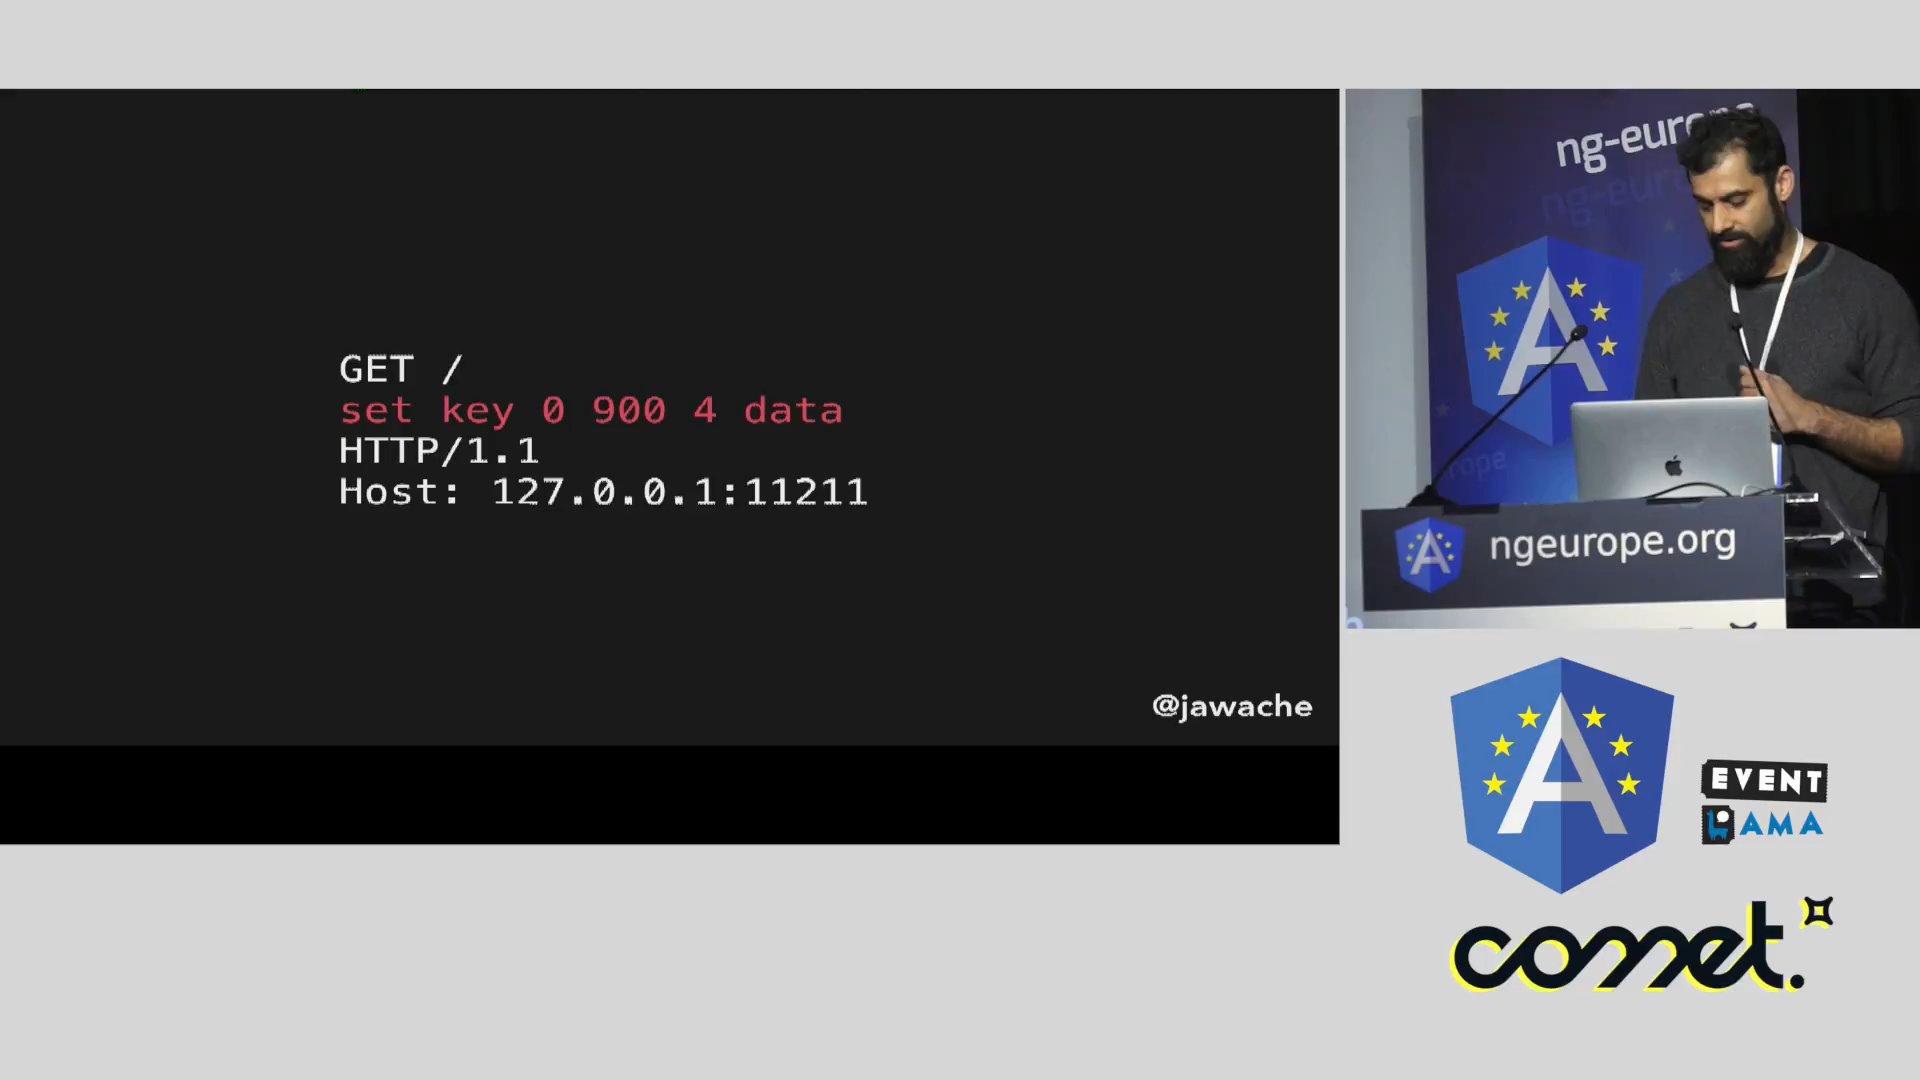 GET /
set key 0 900 4 data
HTTP/1.1
Host: 127.0.0.1:11211
@jawache
ng-europe
ngeurope.org
EVENT
LAMA
comet.